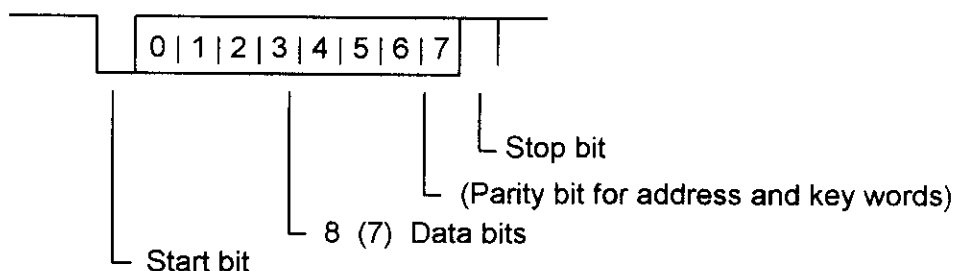 0 | 1 | 2 | 3 | 4 | 5 | 6 | 7
Stop bit
(Parity bit for address and key words)
8 (7) Data bits
Start bit